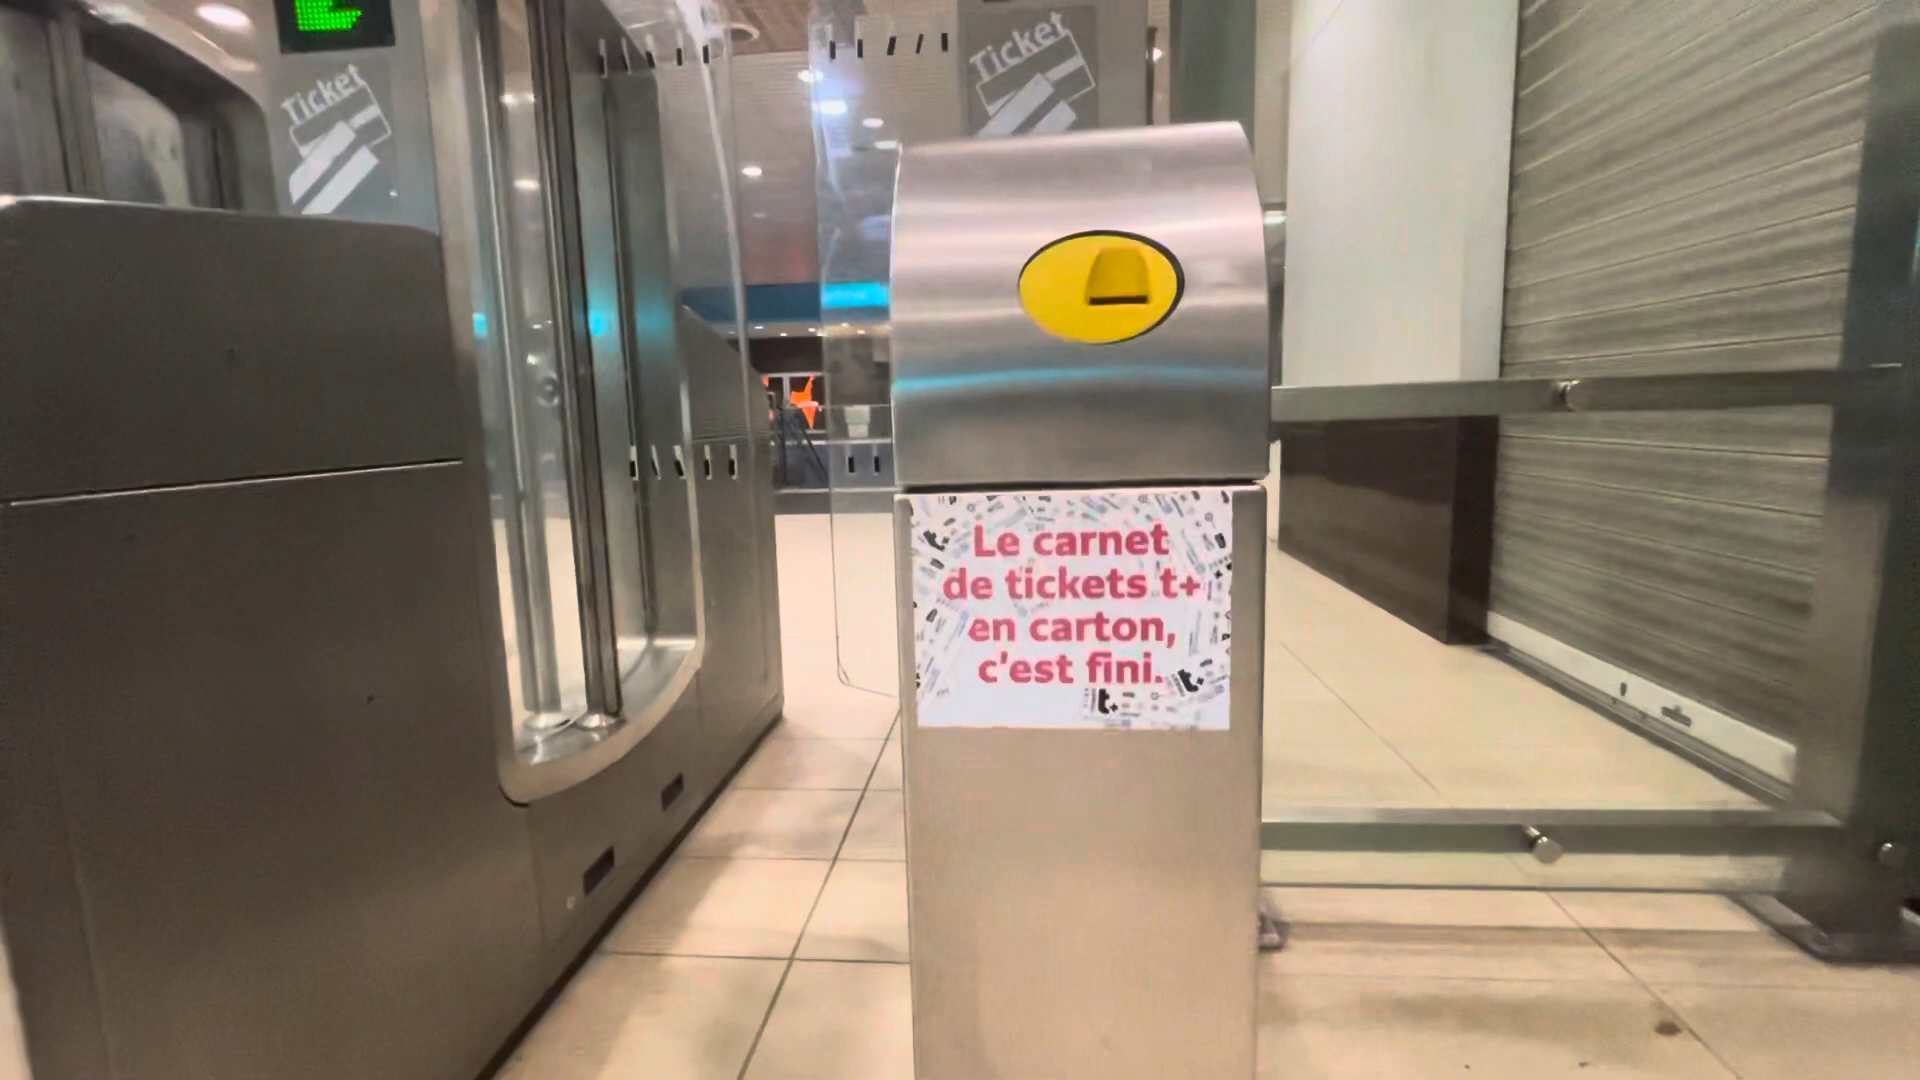 Ticket
Ticket
Le carnet
de tickets t+
en carton,
c'est fini.
t+
t+
t+